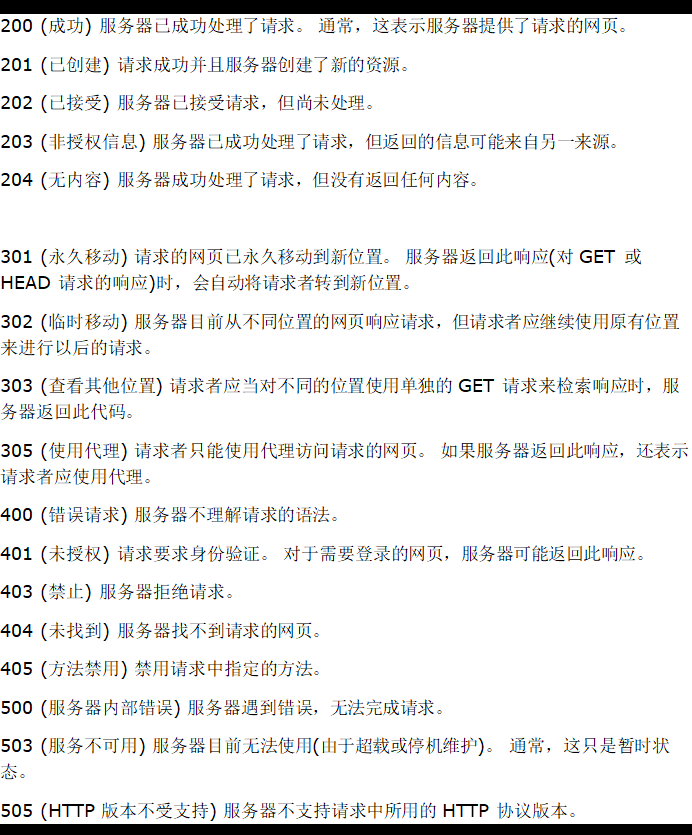 200 (成功) 服务器已成功处理了请求。 通常，这表示服务器提供了请求的网页。
201 (已创建) 请求成功并且服务器创建了新的资源。
202 (已接受) 服务器已接受请求，但尚未处理。
203 (非授权信息) 服务器已成功处理了请求，但返回的信息可能来自另一来源。
204 (无内容) 服务器成功处理了请求，但没有返回任何内容。
301 (永久移动) 请求的网页已永久移动到新位置。 服务器返回此响应(对 GET 或
HEAD 请求的响应)时，会自动将请求者转到新位置。
302 (临时移动) 服务器目前从不同位置的网页响应请求，但请求者应继续使用原有位置
来进行以后的请求。
303 (查看其他位置) 请求者应当对不同的位置使用单独的 GET 请求来检索响应时，服
务器返回此代码。
305 (使用代理) 请求者只能使用代理访问请求的网页。 如果服务器返回此响应，还表示
请求者应使用代理。
400 (错误请求) 服务器不理解请求的语法。
401 (未授权) 请求要求身份验证。 对于需要登录的网页，服务器可能返回此响应。
403 (禁止) 服务器拒绝请求。
404 (未找到) 服务器找不到请求的网页。
405 (方法禁用) 禁用请求中指定的方法。
500 (服务器内部错误) 服务器遇到错误，无法完成请求。
503 (服务不可用) 服务器目前无法使用(由于超载或停机维护)。 通常，这只是暂时状
态。
505 (HTTP 版本不受支持) 服务器不支持请求中所用的 HTTP 协议版本。